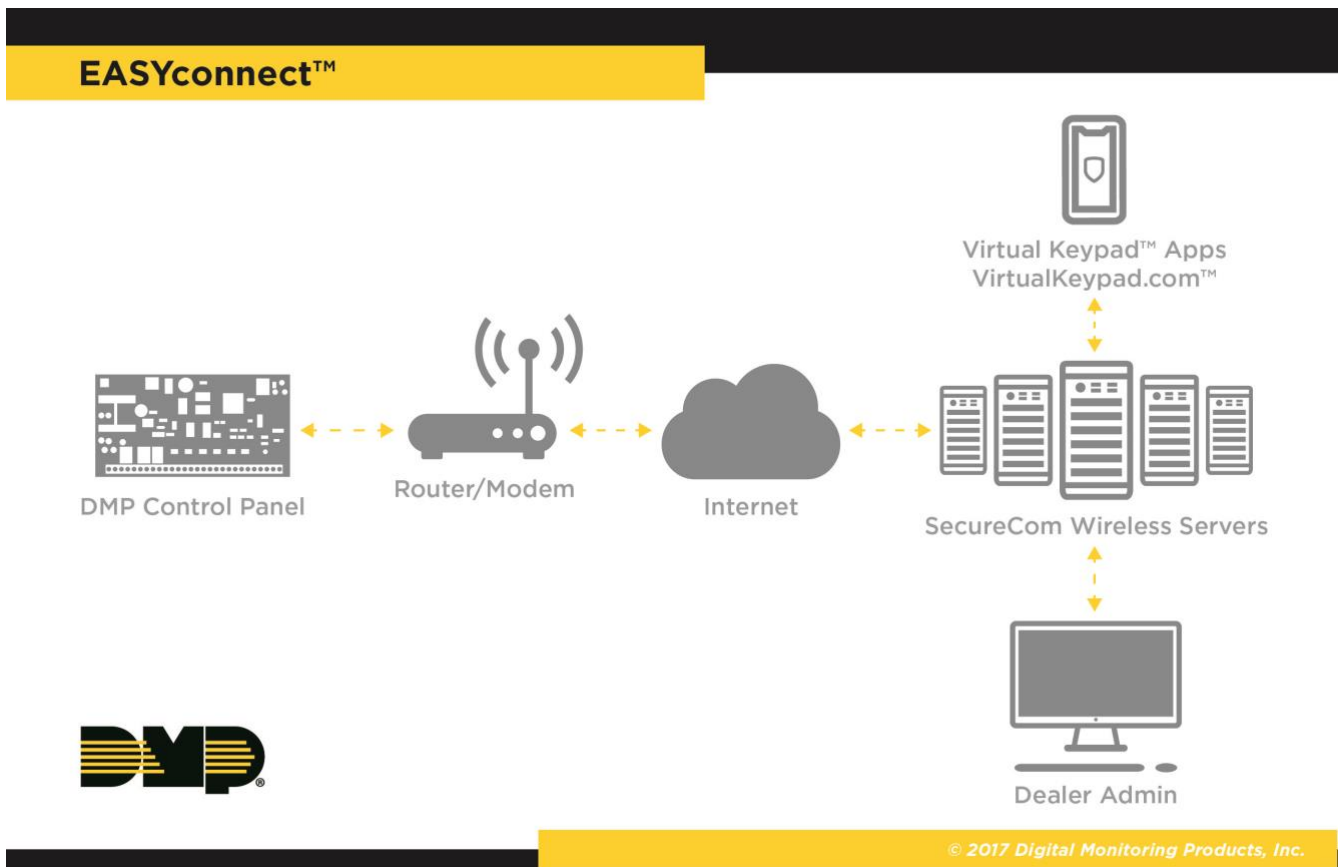 EASYconnect™
Virtual Keypad™ Apps
VirtualKeypad.com™
DMP Control Panel
Router/Modem
Internet
SecureCom Wireless Servers
Dealer Admin
DMP®
© 2017 Digital Monitoring Products, Inc.